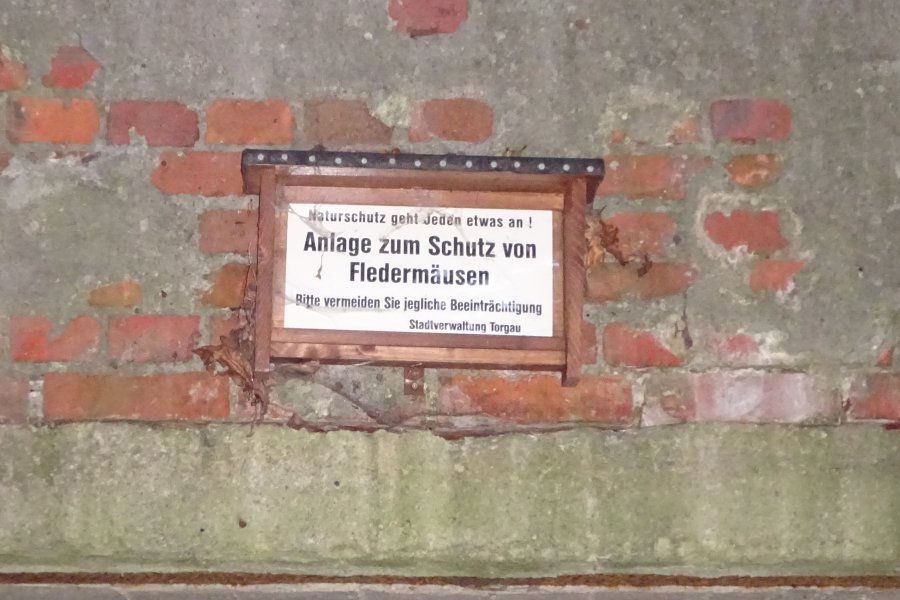 Naturschutz geht Jeden etwas an !
Anlage zum Schutz von
Fledermäusen
Bitte vermeiden Sie jegliche Beeinträchtigung
Stadtverwaltung Torgau